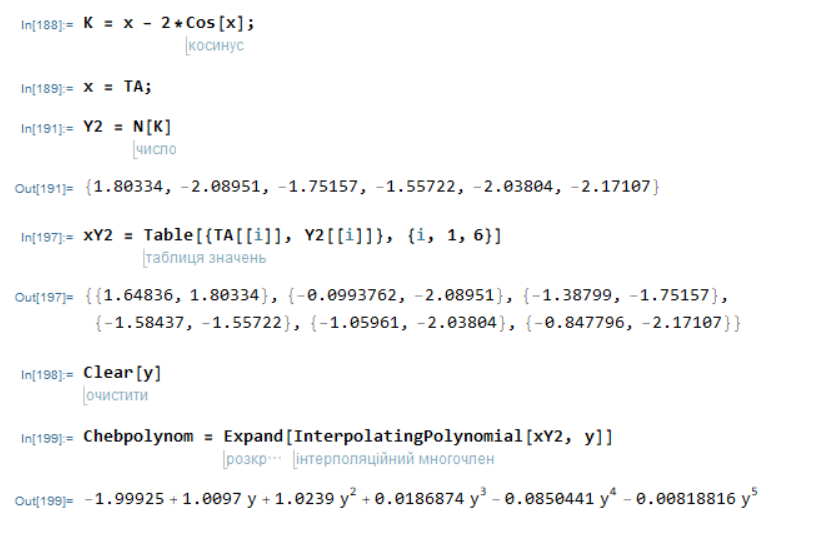 In[188]:= K = x - 2*Cos[x];
косинус
In[189]:= x = TA;
In[191]:= Y2 = N[K]
число
Out[191]= {1.80334, -2.08951, -1.75157, -1.55722, -2.03804, -2.17107}
In[197]:= xY2 = Table[{TA[[i]], Y2[[i]]}, {i, 1, 6}]
таблиця значень
Out[197]= {{1.64836, 1.80334}, {-0.0993762, -2.08951}, {-1.38799, -1.75157},
{-1.58437, -1.55722}, {-1.05961, -2.03804}, {-0.847796, -2.17107}}
In[198]:= Clear[y]
очистити
In[199]:= Chebpolynom = Expand[InterpolatingPolynomial[xY2, y]]
розкр⋯ інтерполяційний многочлен
Out[199]= -1.99925 + 1.0097 y + 1.0239 y² + 0.0186874 y³ - 0.0850441 y⁴ - 0.00818816 y⁵